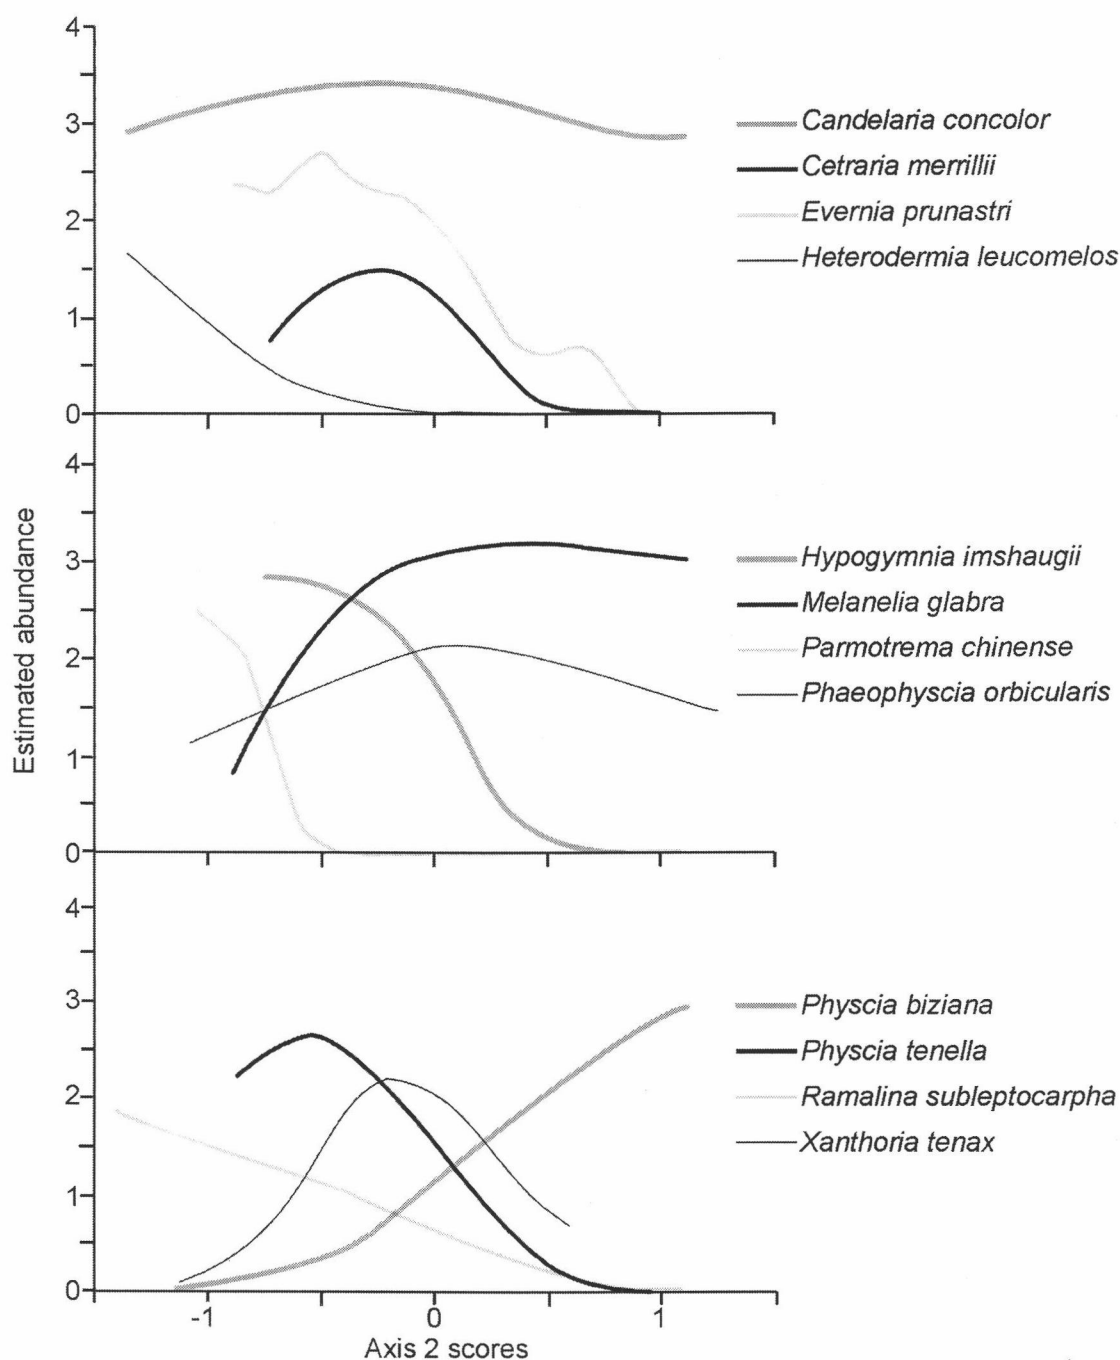 4
3
2
1
0
Candelaria concolor
Cetraria merrillii
Evernia prunastri
Heterodermia leucomelos
Estimated abundance
4
3
2
1
0
Hypogymnia imshaugii
Melanelia glabra
Parmotrema chinense
Phaeophyscia orbicularis
4
3
2
1
0
Physcia biziana
Physcia tenella
Ramalina subleptocarpha
Xanthoria tenax
-1 0 1
Axis 2 scores